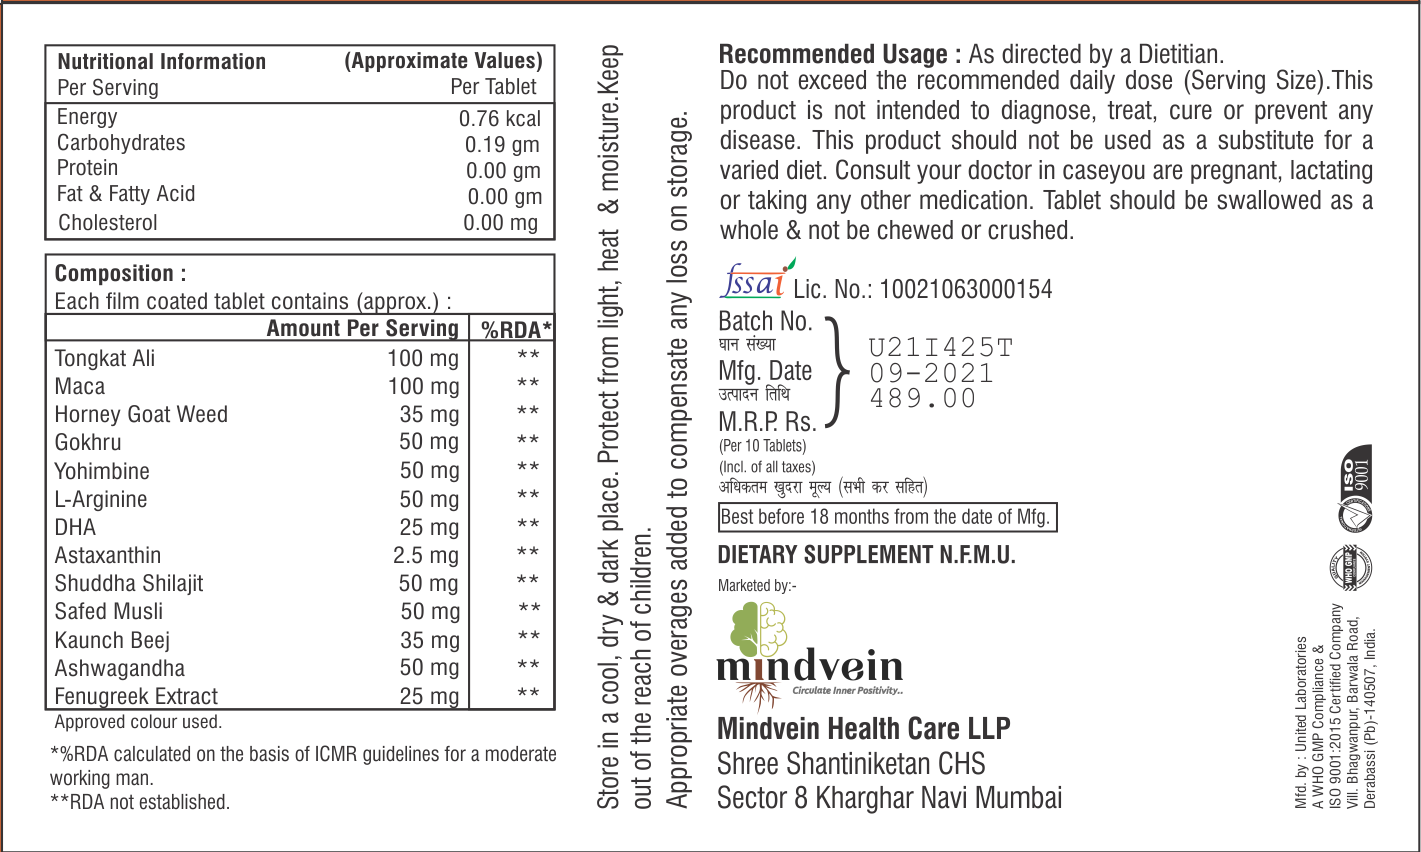 Nutritional Information (Approximate Values)
Per Serving Per Tablet
Energy 0.76 kcal
Carbohydrates 0.19 gm
Protein 0.00 gm
Fat & Fatty Acid 0.00 gm
Cholesterol 0.00 mg
Composition :
Each film coated tablet contains (approx.) :
Amount Per Serving %RDA*
Tongkat Ali 100 mg **
Maca 100 mg **
Horney Goat Weed 35 mg **
Gokhru 50 mg **
Yohimbine 50 mg **
L-Arginine 50 mg **
DHA 25 mg **
Astaxanthin 2.5 mg **
Shuddha Shilajit 50 mg **
Safed Musli 50 mg **
Kaunch Beej 35 mg **
Ashwagandha 50 mg **
Fenugreek Extract 25 mg **
Approved colour used.
*%RDA calculated on the basis of ICMR guidelines for a moderate
working man.
**RDA not established.
Store in a cool, dry & dark place. Protect from light, heat & moisture.Keep
out of the reach of children.
Appropriate overages added to compensate any loss on storage.
Recommended Usage : As directed by a Dietitian.
Do not exceed the recommended daily dose (Serving Size).This
product is not intended to diagnose, treat, cure or prevent any
disease. This product should not be used as a substitute for a
varied diet. Consult your doctor in caseyou are pregnant, lactating
or taking any other medication. Tablet should be swallowed as a
whole & not be chewed or crushed.
fssai Lic. No.: 10021063000154
Batch No.
घान संख्या
U21I425T
Mfg. Date
उत्पादन तिथि
09-2021
M.R.P. Rs.
489.00
(Per 10 Tablets)
(Incl. of all taxes)
अधिकतम खुदरा मूल्य (सभी कर सहित)
Best before 18 months from the date of Mfg.
DIETARY SUPPLEMENT N.F.M.U.
Marketed by:-
mindvein
Circulate Inner Positivity..
Mindvein Health Care LLP
Shree Shantiniketan CHS
Sector 8 Kharghar Navi Mumbai
ISO
9001
WHO GMP
Mfd. by : United Laboratories
A WHO GMP Compliance &
ISO 9001:2015 Certified Company
Vill. Bhagwanpur, Barwala Road,
Derabassi (Pb)-140507, India.